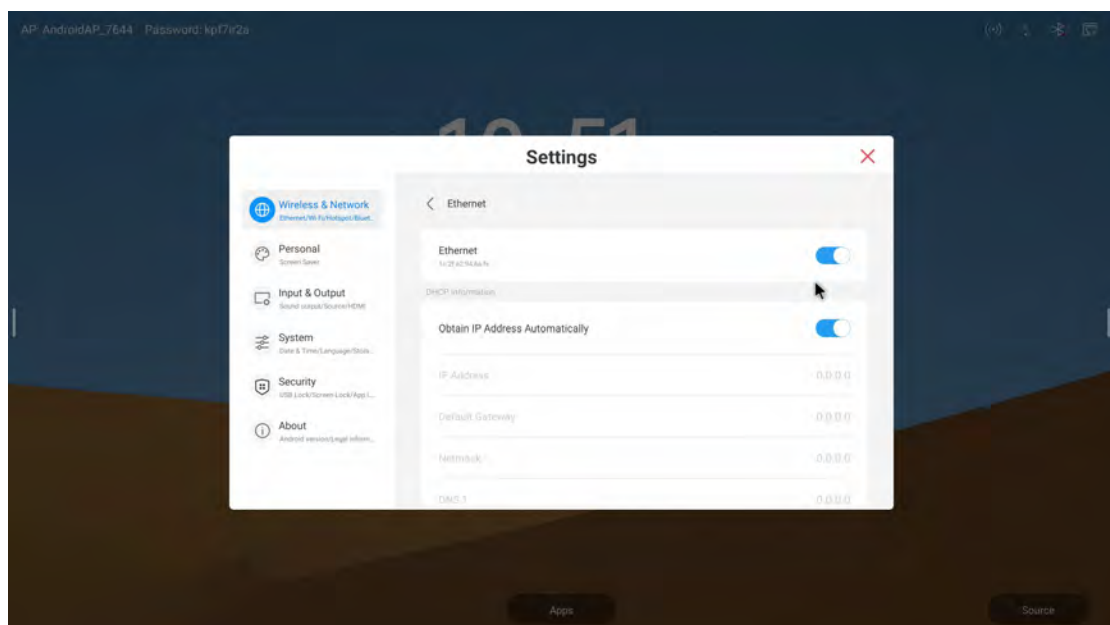 AP: AndroidAP_7644 Password: kpf7ir2a
Settings
Wireless & Network
Ethernet/Wi-Fi/Hotspot/Bluet..
Personal
Screen Saver
Input & Output
Sound output/Source/HDMI
System
Date & Time/Language/Stora..
Security
USB Lock/Screen Lock/App L...
About
Android version/Legal inform...
Ethernet
Ethernet
DHCP Information
Obtain IP Address Automatically
IP Address 0.0.0.0
Default Gateway 0.0.0.0
Netmask 0.0.0.0
DNS 1 0.0.0.0
Apps
Source